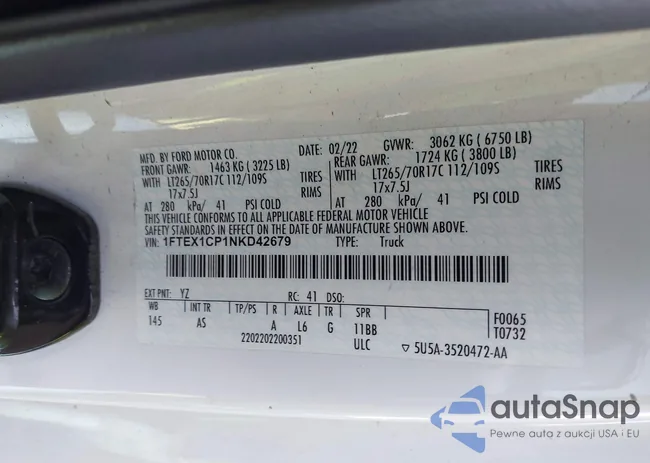 MFD. BY FORD MOTOR CO. DATE: 02/22 GVWR: 3062 KG ( 6750 LB)
FRONT GAWR: 1463 KG ( 3225 LB) REAR GAWR: 1724 KG ( 3800 LB)
WITH LT265/70R17C 112/109S TIRES WITH LT265/70R17C 112/109S TIRES
17x7.5J RIMS 17x7.5J RIMS
AT 280 kPa/ 41 PSI COLD AT 280 kPa/ 41 PSI COLD
THIS VEHICLE CONFORMS TO ALL APPLICABLE FEDERAL MOTOR VEHICLE
SAFETY STANDARDS IN EFFECT ON THE DATE OF MANUFACTURE SHOWN ABOVE.
VIN: 1FTEX1CP1NKD42679 TYPE: Truck
EXT PNT: YZ RC: 41 DSO:
WB INT TR TP/PS R AXLE TR SPR F0065
145 AS A L6 G 11BB T0732
2202202200351 ULC ▽ 5U5A-3520472-AA
autaSnap
Pewne auta z aukcji USA i EU